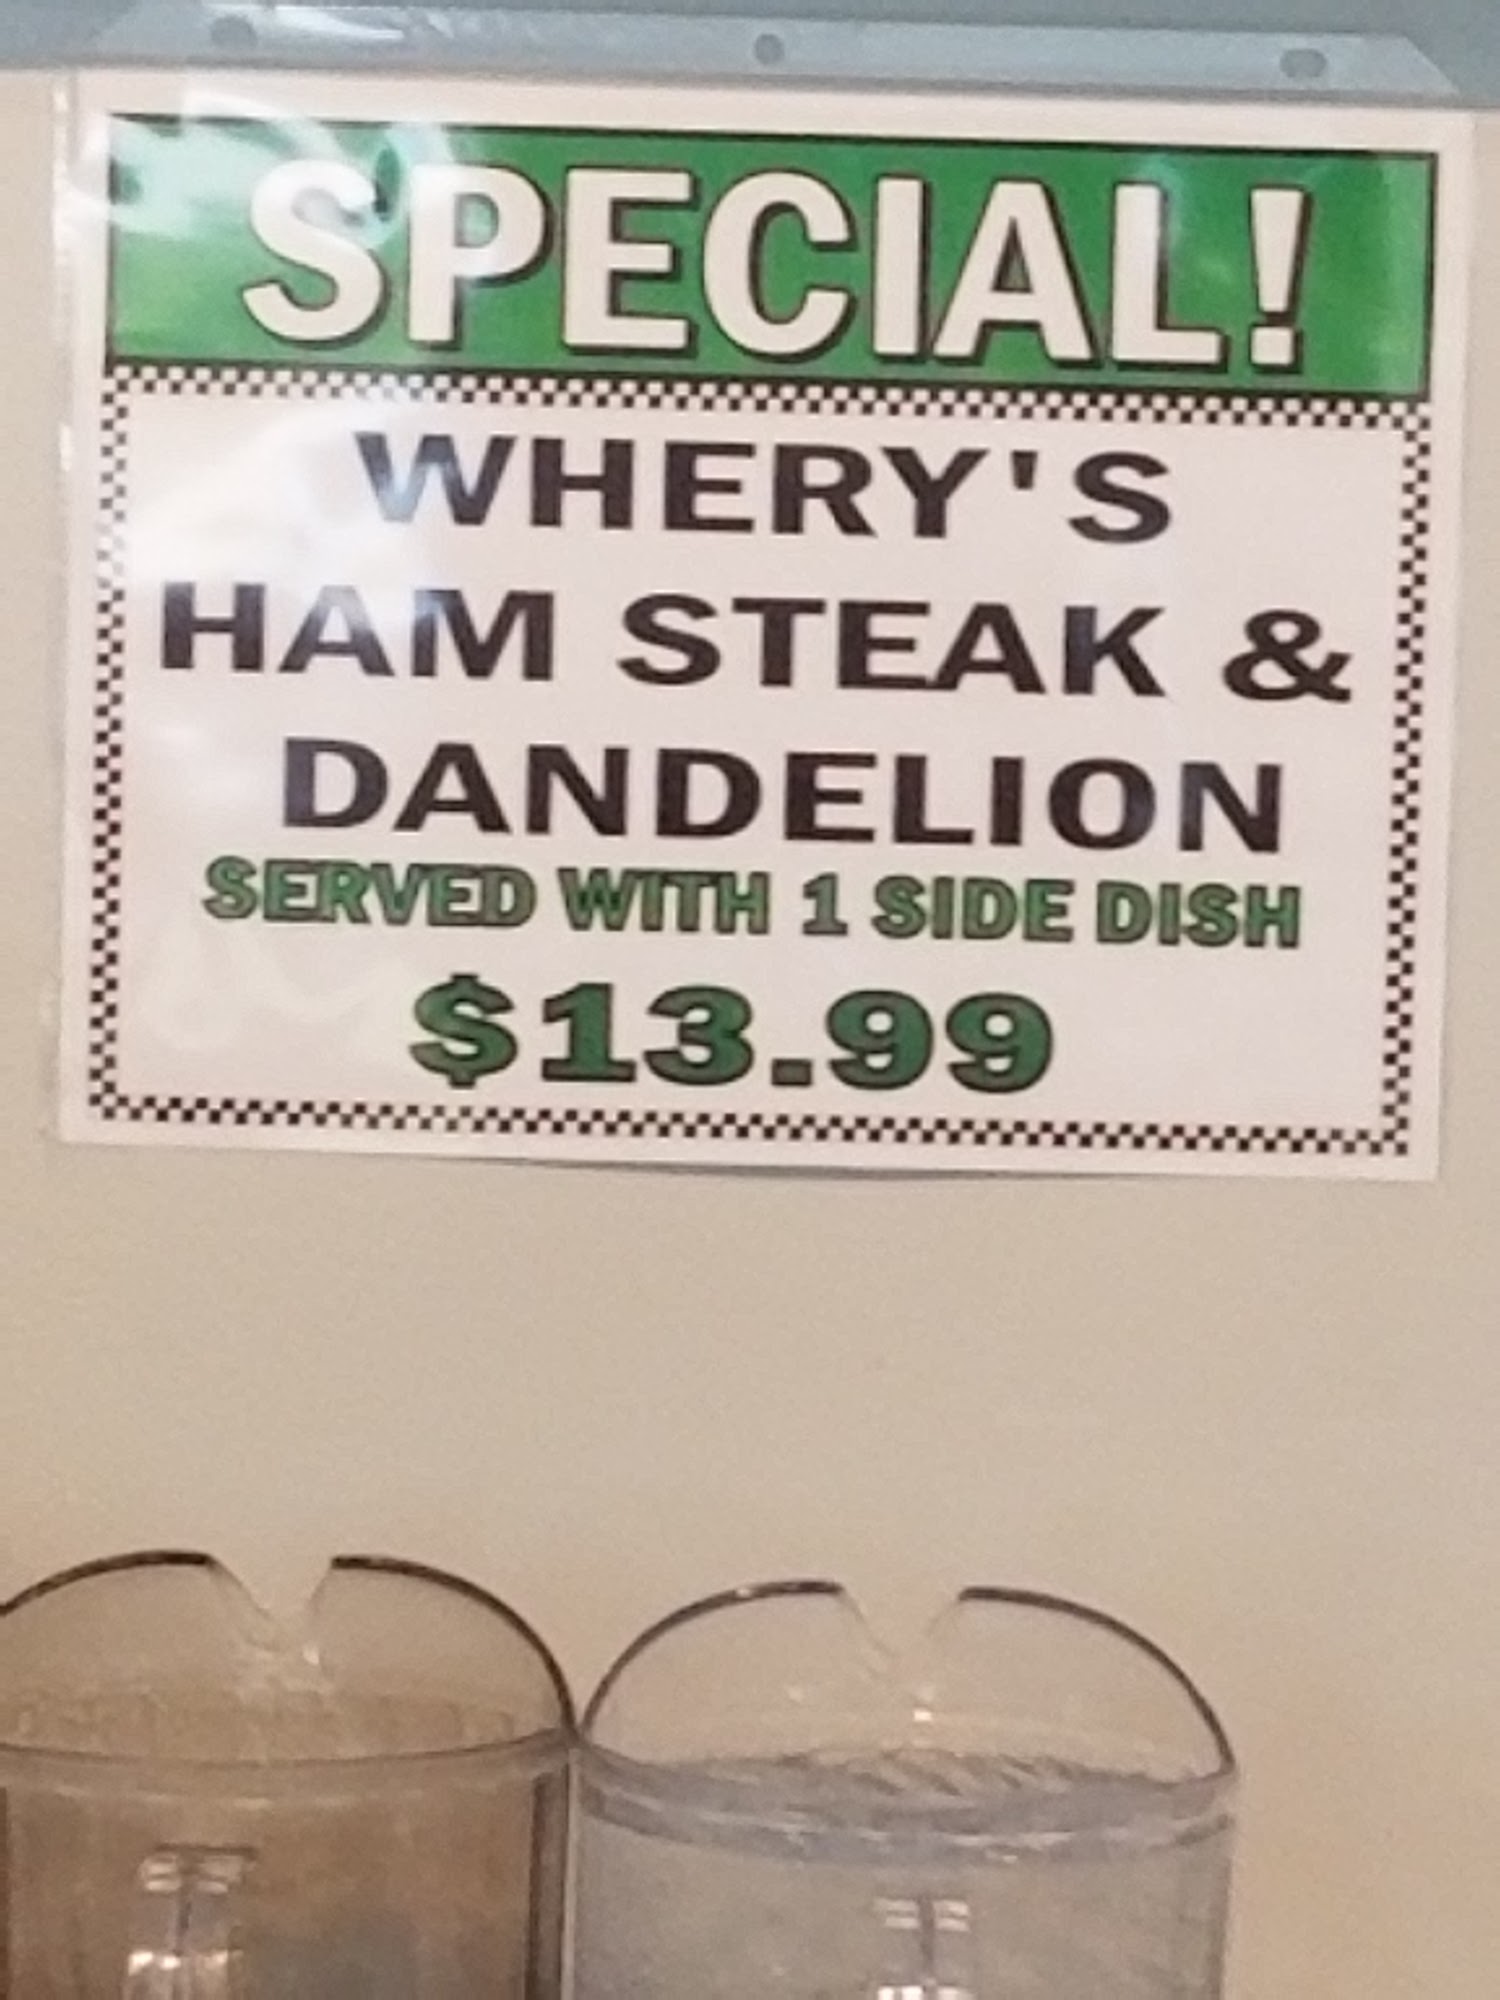 SPECIAL!
WHERY'S
HAM STEAK &
DANDELION
SERVED WITH 1 SIDE DISH
$13.99